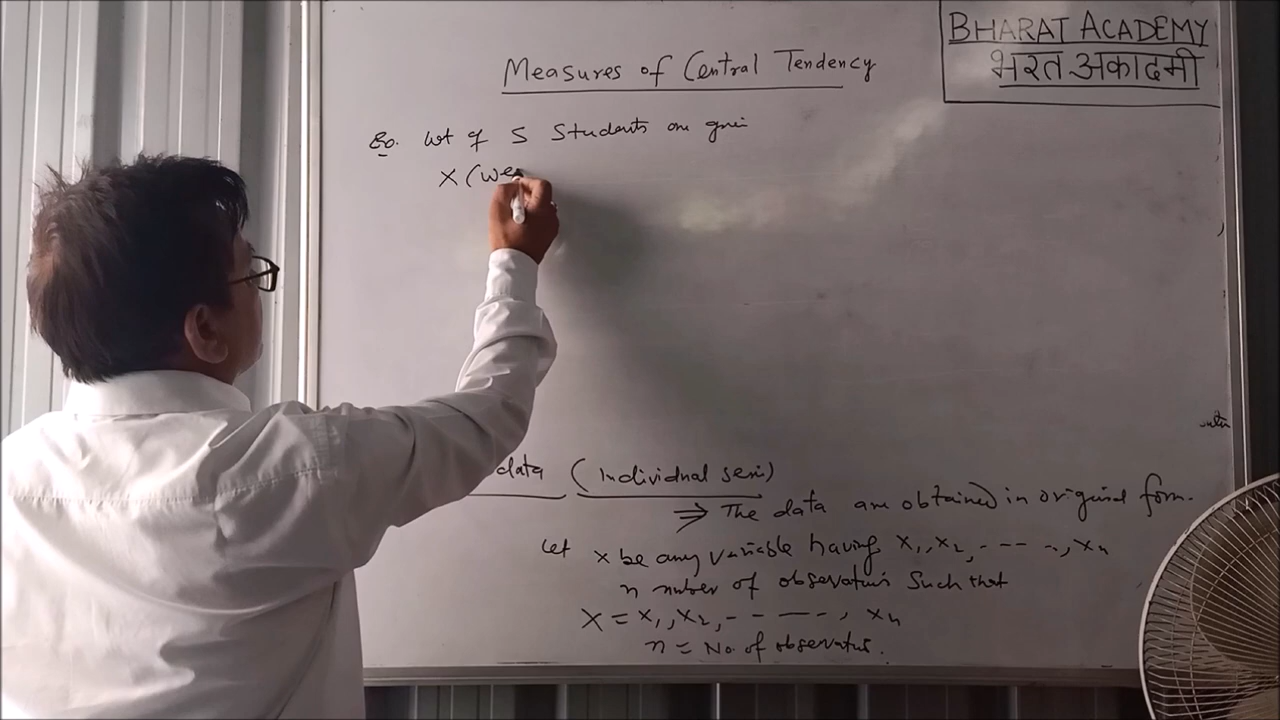 BHARAT ACADEMY
भरत अकादमी
Measures of Central Tendency
Eg. wt of 5 Students are
X (we
data (Individual seri)
⇒ The data are obtained in original form.
Let x be any variable having x₁, x₂, - - - -, xₙ
n number of observations Such that
X = x₁, x₂, - - - - -, xₙ
n = No. of observations.